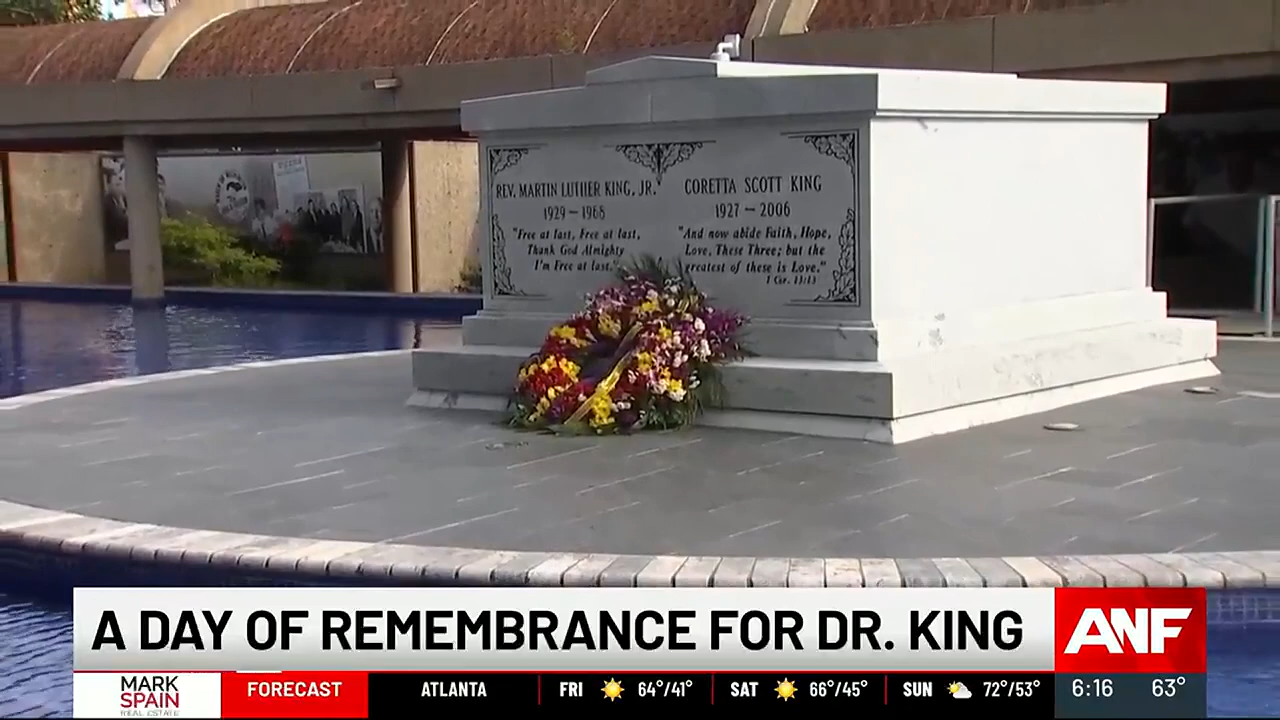 REV. MARTIN LUTHER KING, JR.
1929 – 1968
"Free at last, Free at last,
Thank God Almighty
I'm Free at last."
CORETTA SCOTT KING
1927 – 2006
"And now abide Faith, Hope,
Love, These Three; but the
greatest of these is Love."
1 Cor. 13:13
A DAY OF REMEMBRANCE FOR DR. KING
ANF
MARK
SPAIN
REAL ESTATE
FORECAST
ATLANTA
FRI 64°/41°
SAT 66°/45°
SUN 72°/53°
6:16 63°